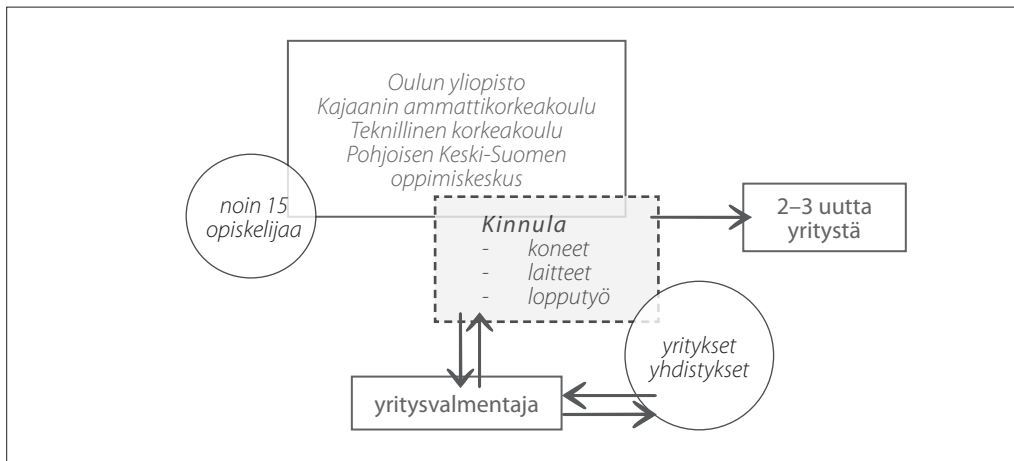 Oulun yliopisto
Kajaanin ammattikorkeakoulu
Teknillinen korkeakoulu
Pohjoisen Keski-Suomen
oppimiskeskus
noin 15
opiskelijaa
Kinnula
- koneet
- laitteet
- lopputyö
2–3 uutta
yritystä
yritykset
yhdistykset
yritysvalmentaja